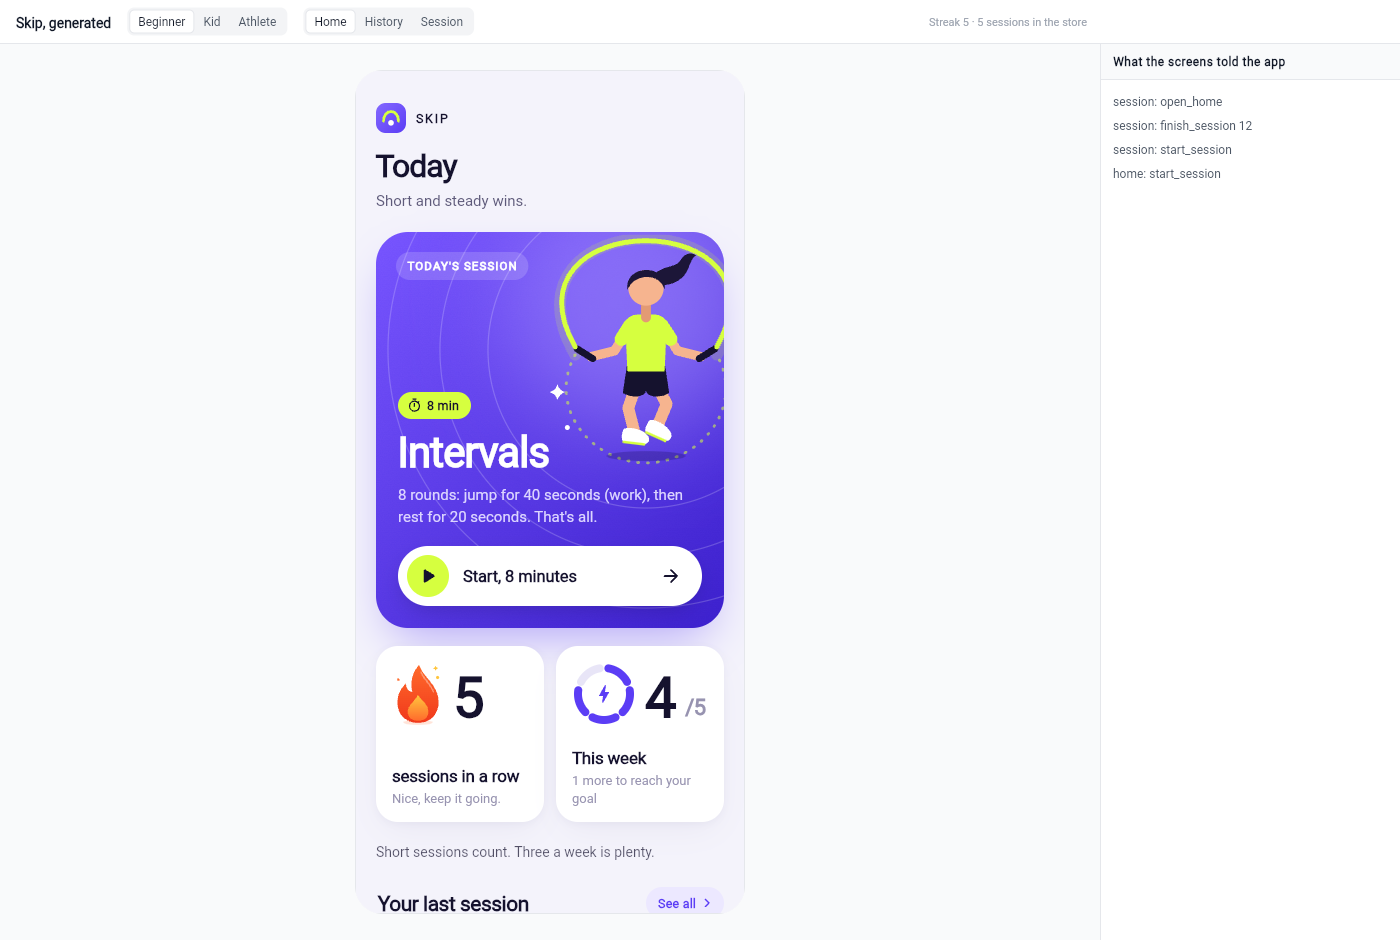 Skip, generated
Beginner Kid Athlete
Home History Session
Streak 5 · 5 sessions in the store
What the screens told the app
session: open_home
session: finish_session 12
session: start_session
home: start_session
SKIP
Today
Short and steady wins.
TODAY'S SESSION
8 min
Intervals
8 rounds: jump for 40 seconds (work), then
rest for 20 seconds. That's all.
Start, 8 minutes
5
sessions in a row
Nice, keep it going.
4 /5
This week
1 more to reach your
goal
Short sessions count. Three a week is plenty.
Your last session
See all